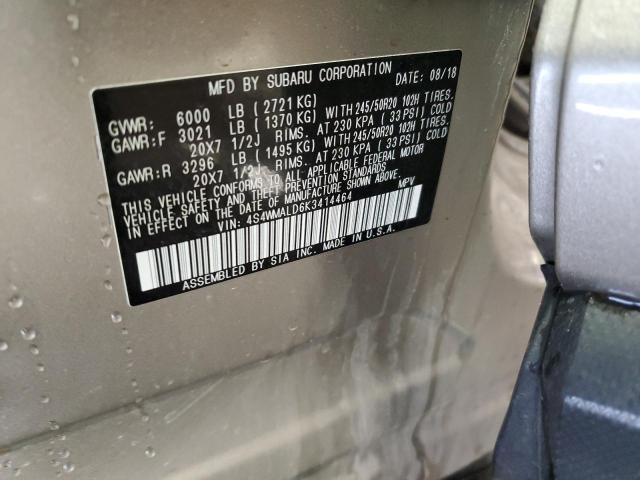 MFD BY SUBARU CORPORATION DATE: 08/18
GVWR: 6000 LB ( 2721 KG)
GAWR:F 3021 LB ( 1370 KG) WITH 245/50R20 102H TIRES.
20X7 1/2J RIMS. AT 230 KPA ( 33 PSI) COLD
GAWR:R 3296 LB ( 1495 KG) WITH 245/50R20 102H TIRES.
20X7 1/2J RIMS. AT 230 KPA ( 33 PSI) COLD
THIS VEHICLE CONFORMS TO ALL APPLICABLE FEDERAL MOTOR
VEHICLE SAFETY AND THEFT PREVENTION STANDARDS
IN EFFECT ON THE DATE OF MANUFACTURE SHOWN ABOVE.
VIN: 4S4WMALD6K3414464 MPV
ASSEMBLED BY SIA INC. MADE IN U.S.A.